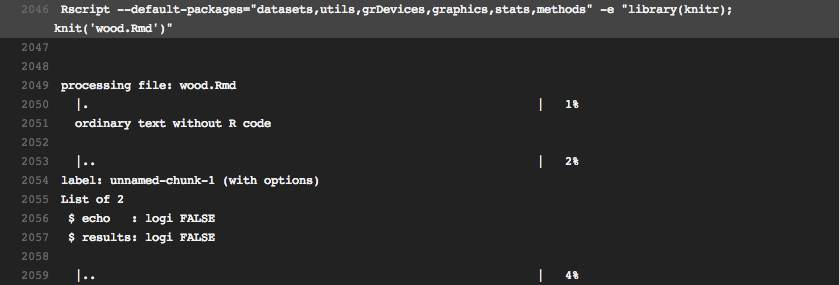 2046 Rscript --default-packages="datasets,utils,grDevices,graphics,stats,methods" -e "library(knitr);
knit('wood.Rmd')"
2047
2048
2049 processing file: wood.Rmd
2050 |. | 1%
2051 ordinary text without R code
2052
2053 |.. | 2%
2054 label: unnamed-chunk-1 (with options)
2055 List of 2
2056 $ echo : logi FALSE
2057 $ results: logi FALSE
2058
2059 |.. | 4%